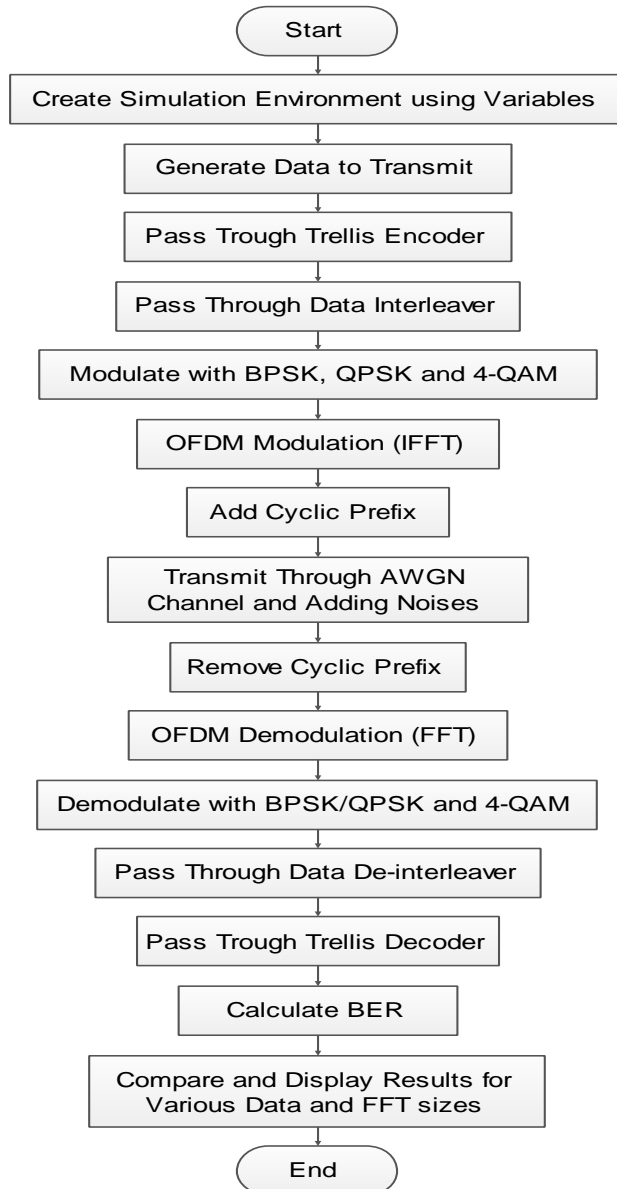 Start
Create Simulation Environment using Variables
Generate Data to Transmit
Pass Trough Trellis Encoder
Pass Through Data Interleaver
Modulate with BPSK, QPSK and 4-QAM
OFDM Modulation (IFFT)
Add Cyclic Prefix
Transmit Through AWGN
Channel and Adding Noises
Remove Cyclic Prefix
OFDM Demodulation (FFT)
Demodulate with BPSK/QPSK and 4-QAM
Pass Through Data De-interleaver
Pass Trough Trellis Decoder
Calculate BER
Compare and Display Results for
Various Data and FFT sizes
End